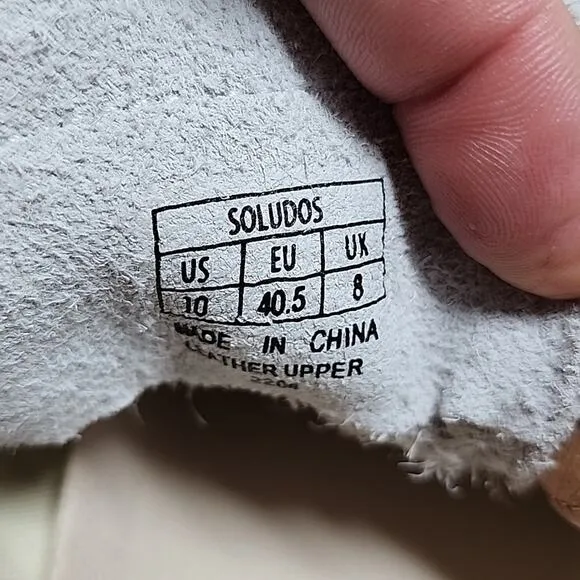 SOLUDOS
US EU UK
10 40.5 8
MADE IN CHINA
LEATHER UPPER